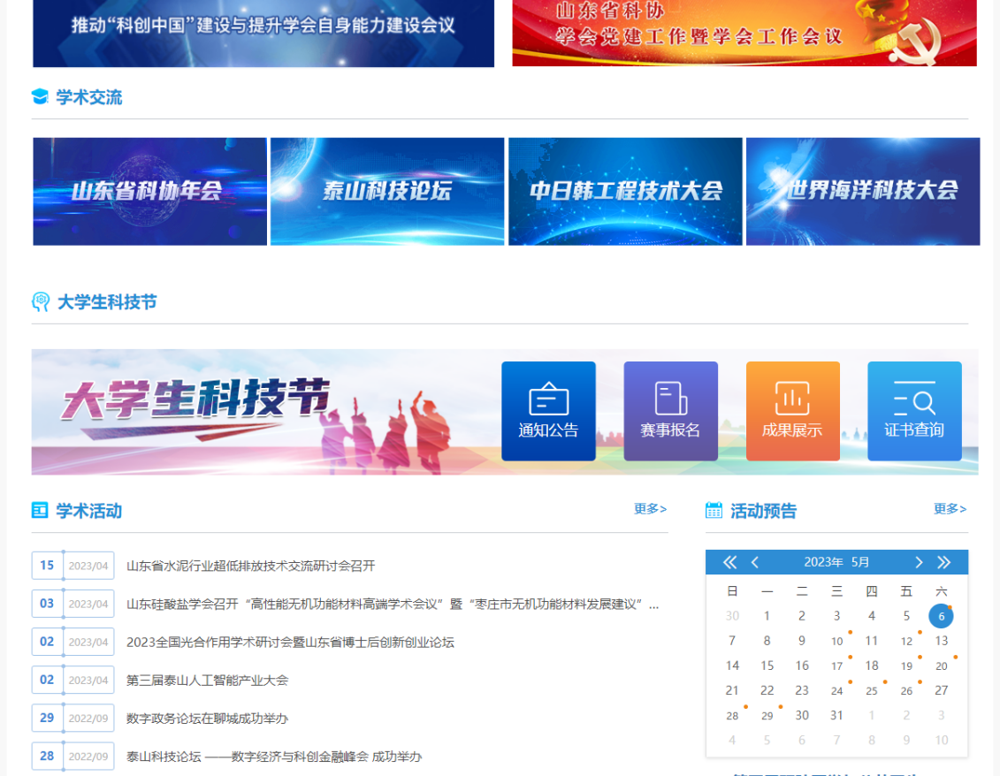 推动“科创中国”建设与提升学会自身能力建设会议
山东省科协
学会党建工作暨学会工作会议
学术交流
山东省科协年会
泰山科技论坛
中日韩工程技术大会
世界海洋科技大会
大学生科技节
大学生科技节
通知公告
赛事报名
成果展示
证书查询
学术活动
更多>
15 2023/04 山东省水泥行业超低排放技术交流研讨会召开
03 2023/04 山东硅酸盐学会召开“高性能无机功能材料高端学术会议”暨“枣庄市无机功能材料发展建议”...
02 2023/04 2023全国光合作用学术研讨会暨山东省博士后创新创业论坛
02 2023/04 第三届泰山人工智能产业大会
29 2022/09 数字政务论坛在聊城成功举办
28 2022/09 泰山科技论坛 ——数字经济与科创金融峰会 成功举办
活动预告
更多>
2023年 5月
日 一 二 三 四 五 六
30 1 2 3 4 5 6
7 8 9 10 11 12 13
14 15 16 17 18 19 20
21 22 23 24 25 26 27
28 29 30 31 1 2 3
4 5 6 7 8 9 10